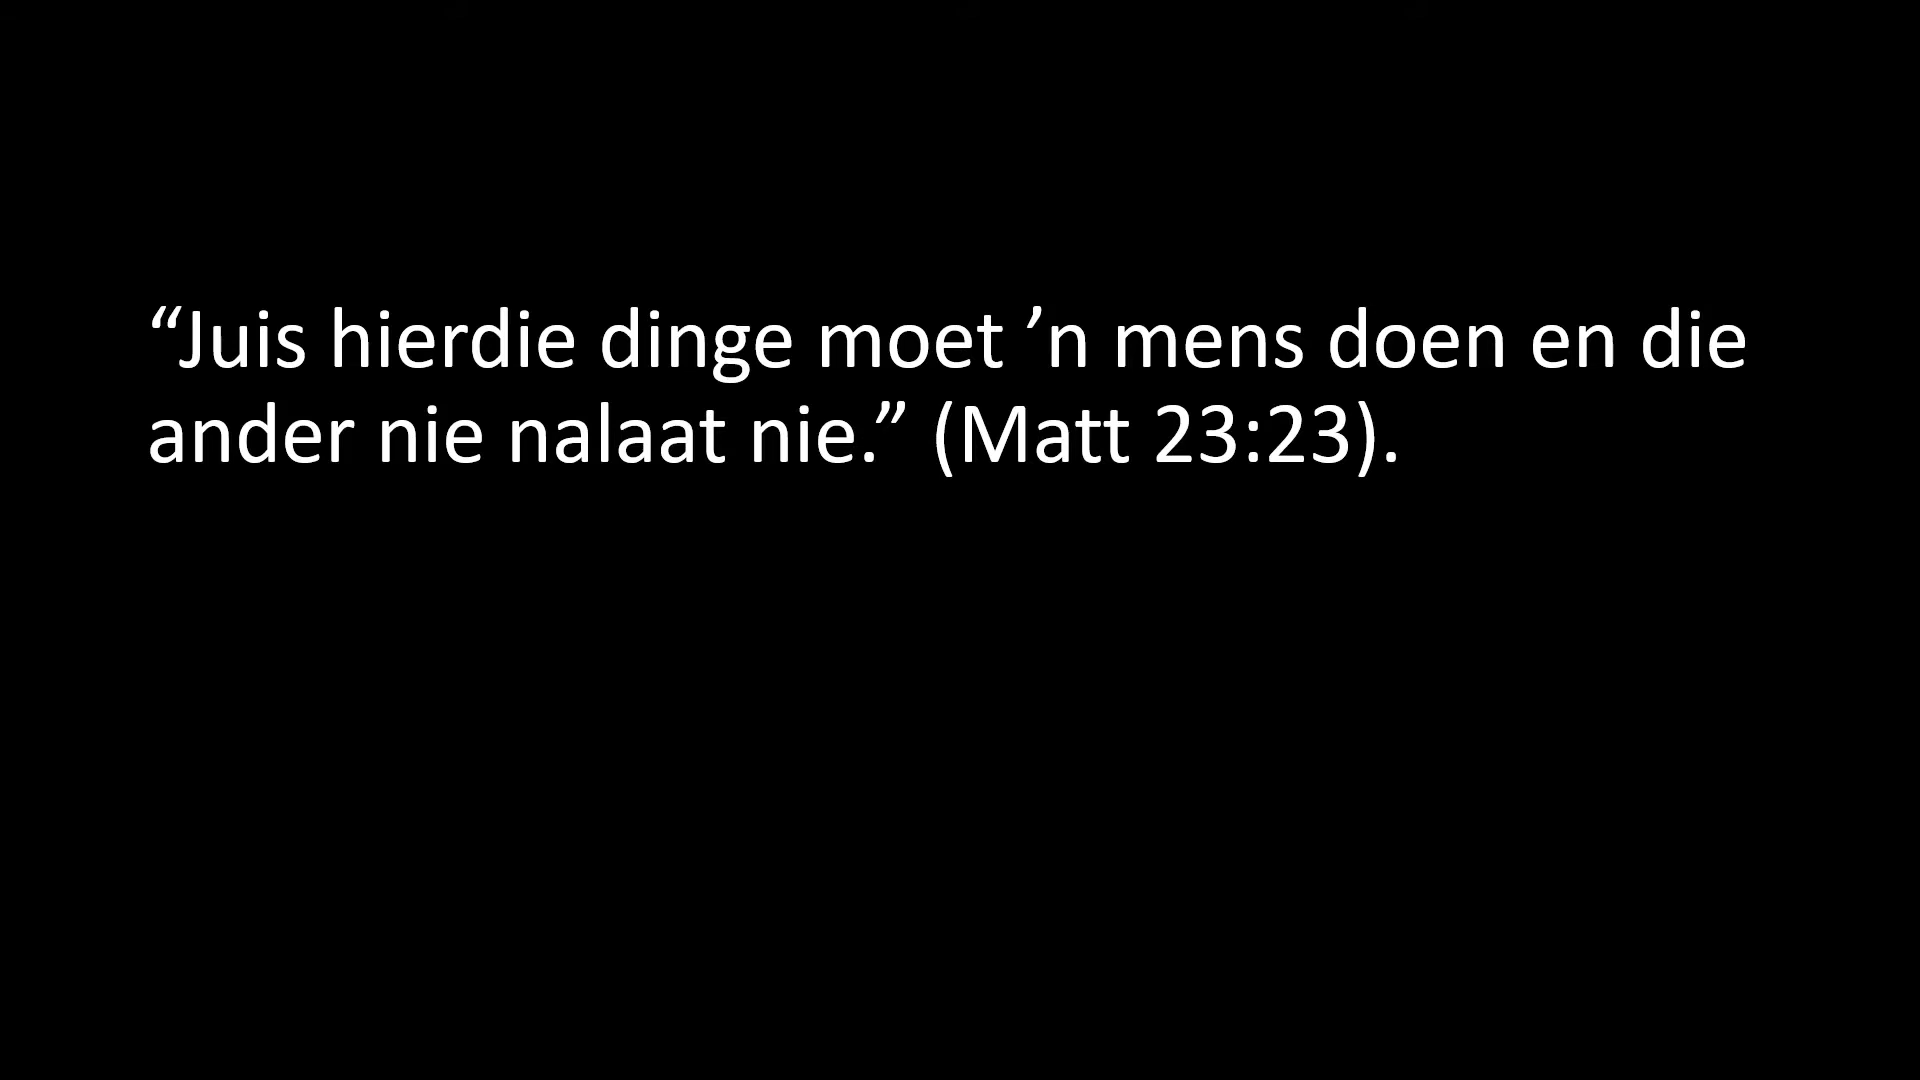 “Juis hierdie dinge moet ’n mens doen en die
ander nie nalaat nie.” (Matt 23:23).